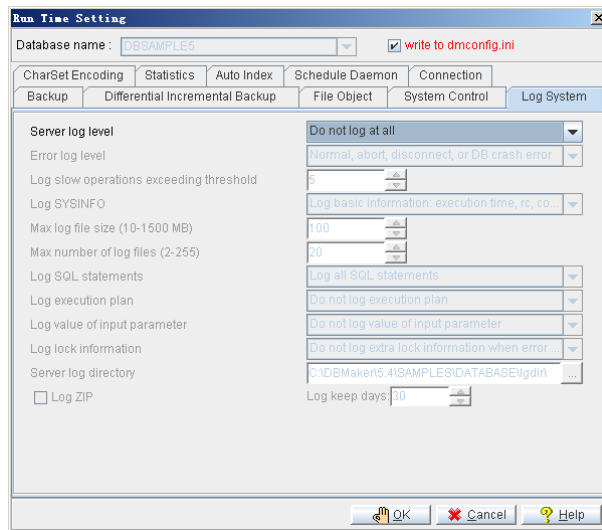 Run Time Setting
Database name : DBSAMPLE5 write to dmconfig.ini
CharSet Encoding Statistics Auto Index Schedule Daemon Connection
Backup Differential Incremental Backup File Object System Control Log System
Server log level Do not log at all
Error log level Normal, abort, disconnect, or DB crash error
Log slow operations exceeding threshold 5
Log SYSINFO Log basic information: execution time, rc, co...
Max log file size (10-1500 MB) 100
Max number of log files (2-255) 20
Log SQL statements Log all SQL statements
Log execution plan Do not log execution plan
Log value of input parameter Do not log value of input parameter
Log lock information Do not log extra lock information when error ...
Server log directory C:\DBMaker\5.4\SAMPLES\DATABASE\lgdir\ ...
Log ZIP Log keep days: 30
OK Cancel Help